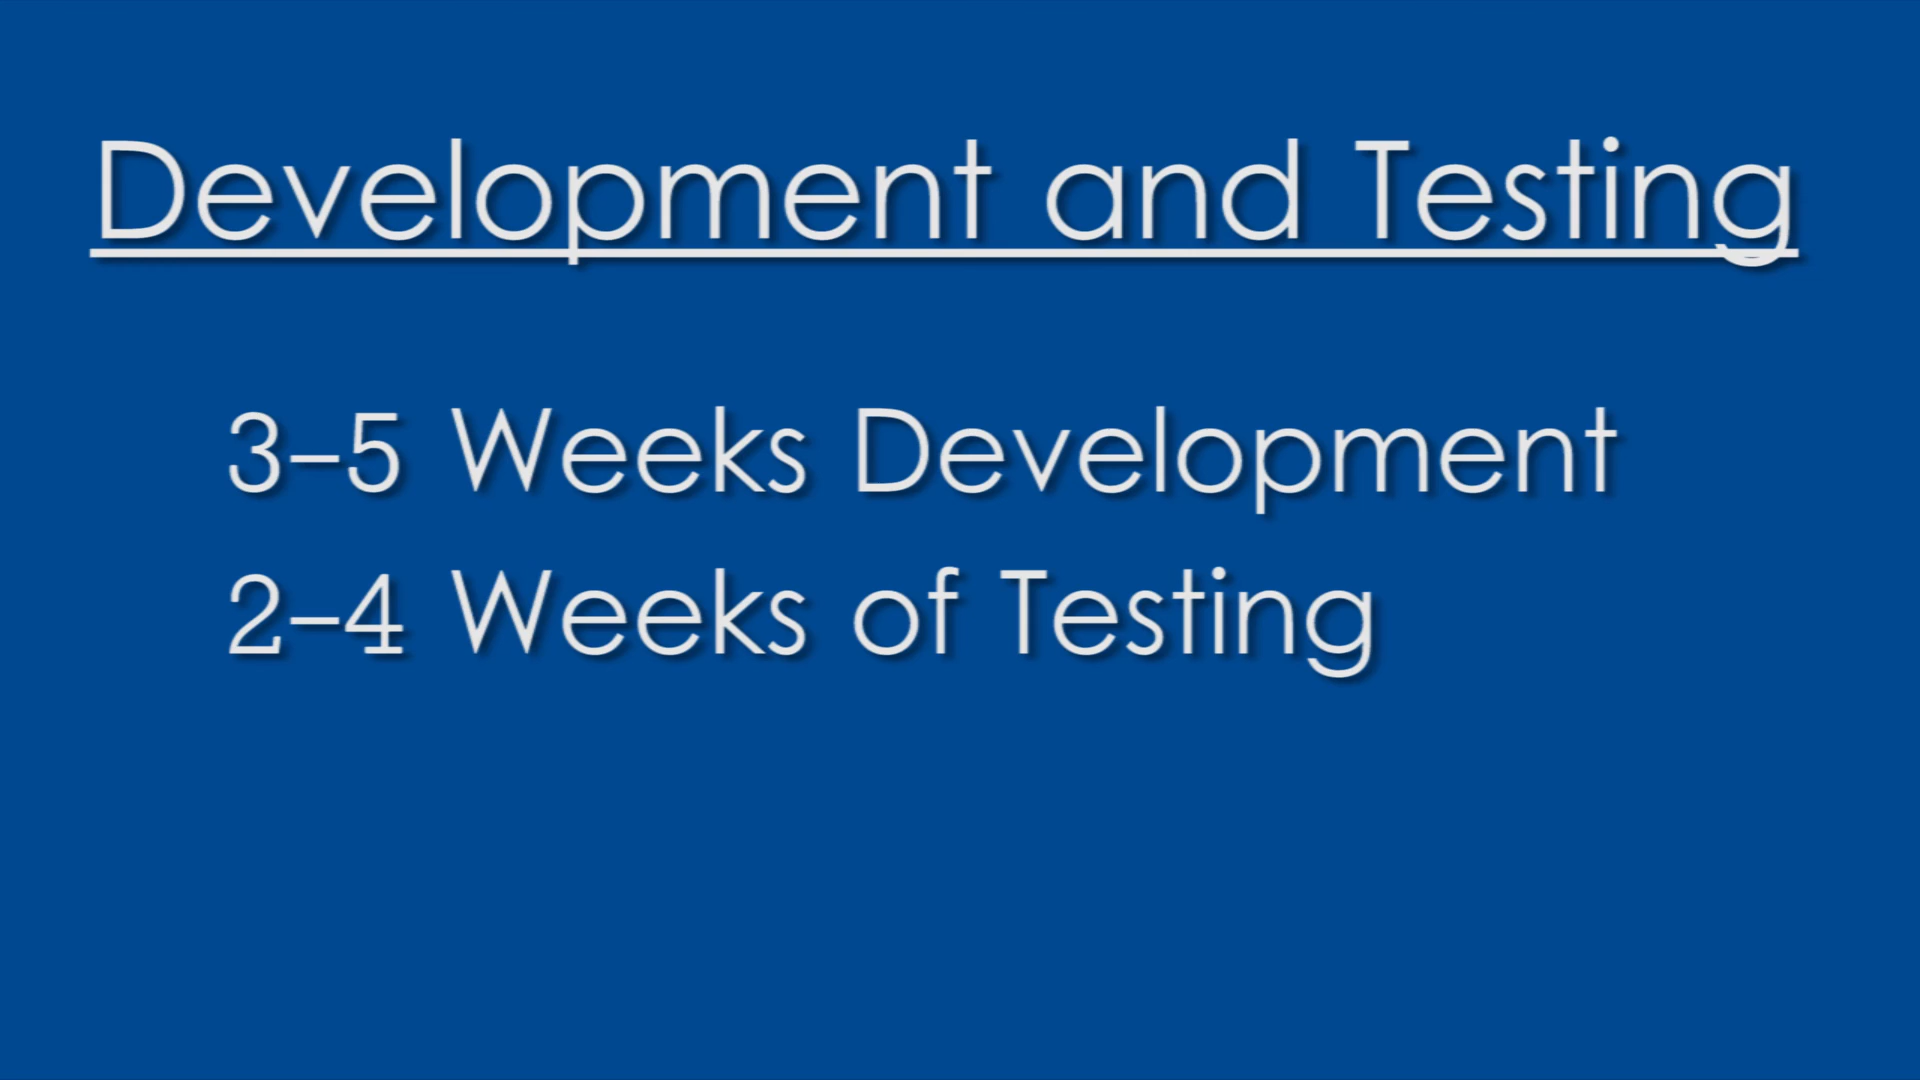 Development and Testing
3–5 Weeks Development
2–4 Weeks of Testing